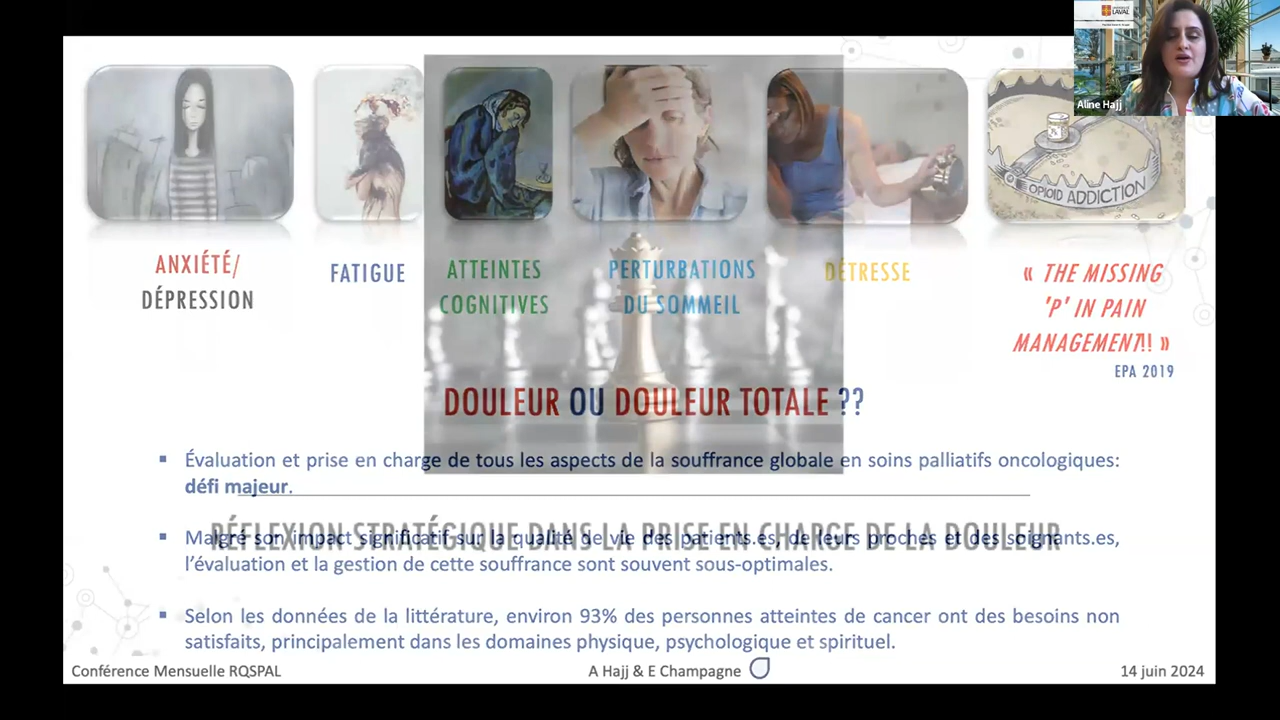 UNIVERSITÉ
LAVAL
Aline Hajj
OPIOID ADDICTION
ANXIÉTÉ/
DÉPRESSION
FATIGUE
ATTEINTES
COGNITIVES
PERTURBATIONS
DU SOMMEIL
DÉTRESSE
« THE MISSING
'P' IN PAIN
MANAGEMENT!! »
EPA 2019
DOULEUR OU DOULEUR TOTALE ??
▪ Évaluation et prise en charge de tous les aspects de la souffrance globale en soins palliatifs oncologiques:
défi majeur.
RÉFLEXION STRATÉGIQUE DANS LA PRISE EN CHARGE DE LA DOULEUR
▪ Malgré son impact significatif sur la qualité de vie des patients.es, de leurs proches et des soignants.es,
l'évaluation et la gestion de cette souffrance sont souvent sous-optimales.
▪ Selon les données de la littérature, environ 93% des personnes atteintes de cancer ont des besoins non
satisfaits, principalement dans les domaines physique, psychologique et spirituel.
Conférence Mensuelle RQSPAL
A Hajj & E Champagne
14 juin 2024